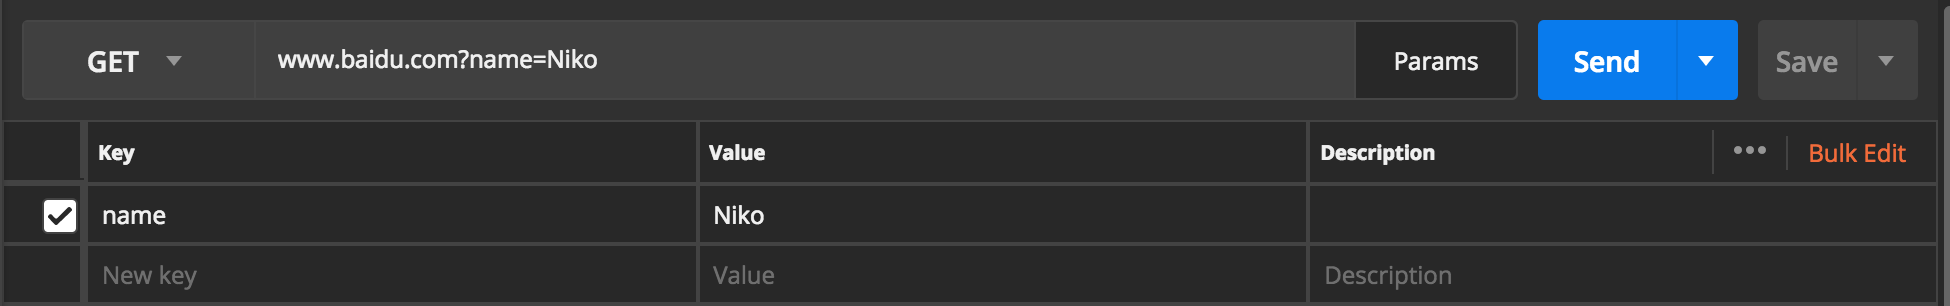 GET www.baidu.com?name=Niko Params Send Save
Key Value Description ••• Bulk Edit
name Niko
New key Value Description